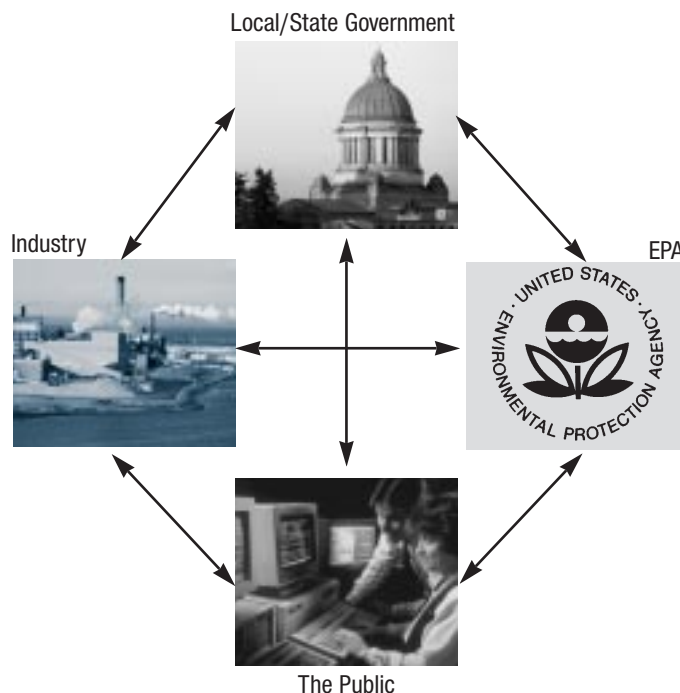 Local/State Government
Industry
EPA
· UNITED STATES ·
ENVIRONMENTAL PROTECTION AGENCY
The Public